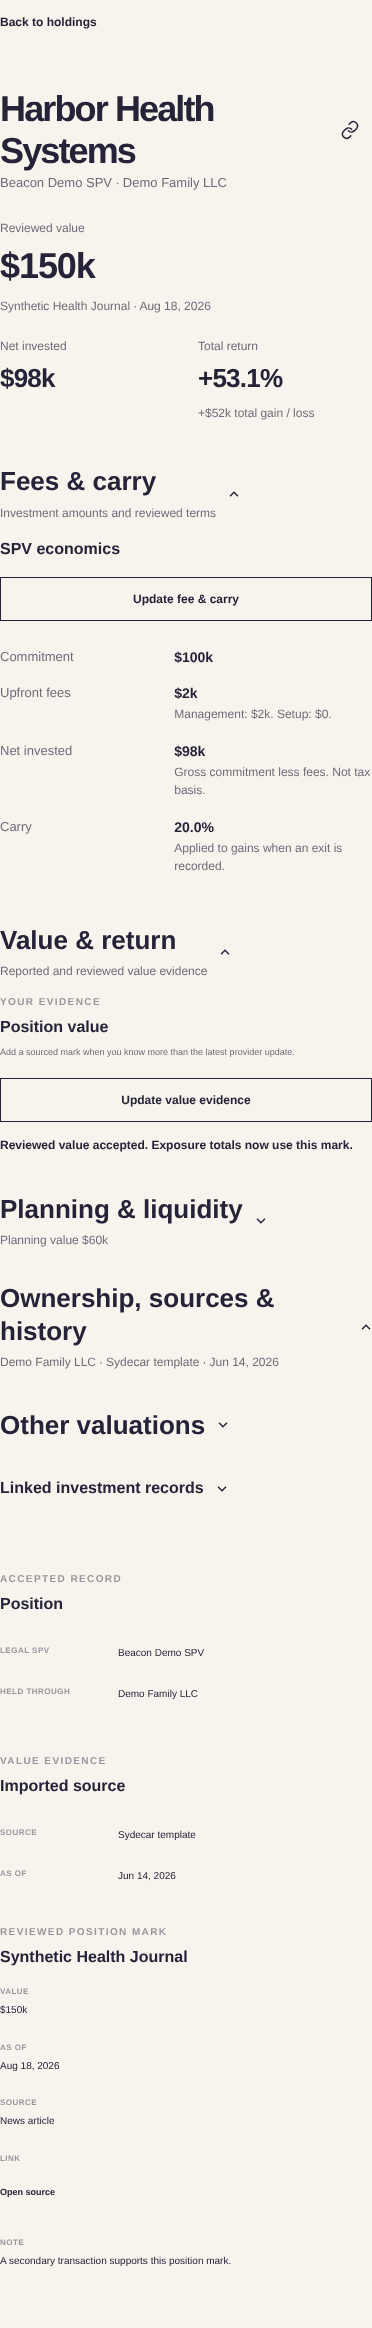 Back to holdings
Harbor Health
Systems
Beacon Demo SPV · Demo Family LLC
Reviewed value
$150k
Synthetic Health Journal · Aug 18, 2026
Net invested
Total return
$98k
+53.1%
+$52k total gain / loss
Fees & carry
Investment amounts and reviewed terms
SPV economics
Update fee & carry
Commitment
$100k
Upfront fees
$2k
Management: $2k. Setup: $0.
Net invested
$98k
Gross commitment less fees. Not tax
basis.
Carry
20.0%
Applied to gains when an exit is
recorded.
Value & return
Reported and reviewed value evidence
YOUR EVIDENCE
Position value
Add a sourced mark when you know more than the latest provider update.
Update value evidence
Reviewed value accepted. Exposure totals now use this mark.
Planning & liquidity
Planning value $60k
Ownership, sources &
history
Demo Family LLC · Sydecar template · Jun 14, 2026
Other valuations
Linked investment records
ACCEPTED RECORD
Position
LEGAL SPV
Beacon Demo SPV
HELD THROUGH
Demo Family LLC
VALUE EVIDENCE
Imported source
SOURCE
Sydecar template
AS OF
Jun 14, 2026
REVIEWED POSITION MARK
Synthetic Health Journal
VALUE
$150k
AS OF
Aug 18, 2026
SOURCE
News article
LINK
Open source
NOTE
A secondary transaction supports this position mark.